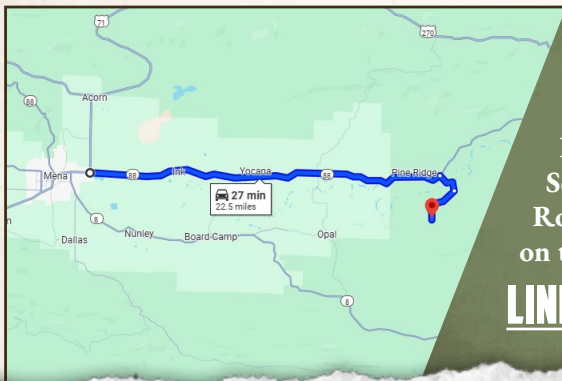 71
270
Acorn
88
88
Ink
Yocana
88
Pine Ridge
Mena
27 min
22.5 miles
8
Dallas
Nunley
Board Camp
Opal
8
on t
LIN